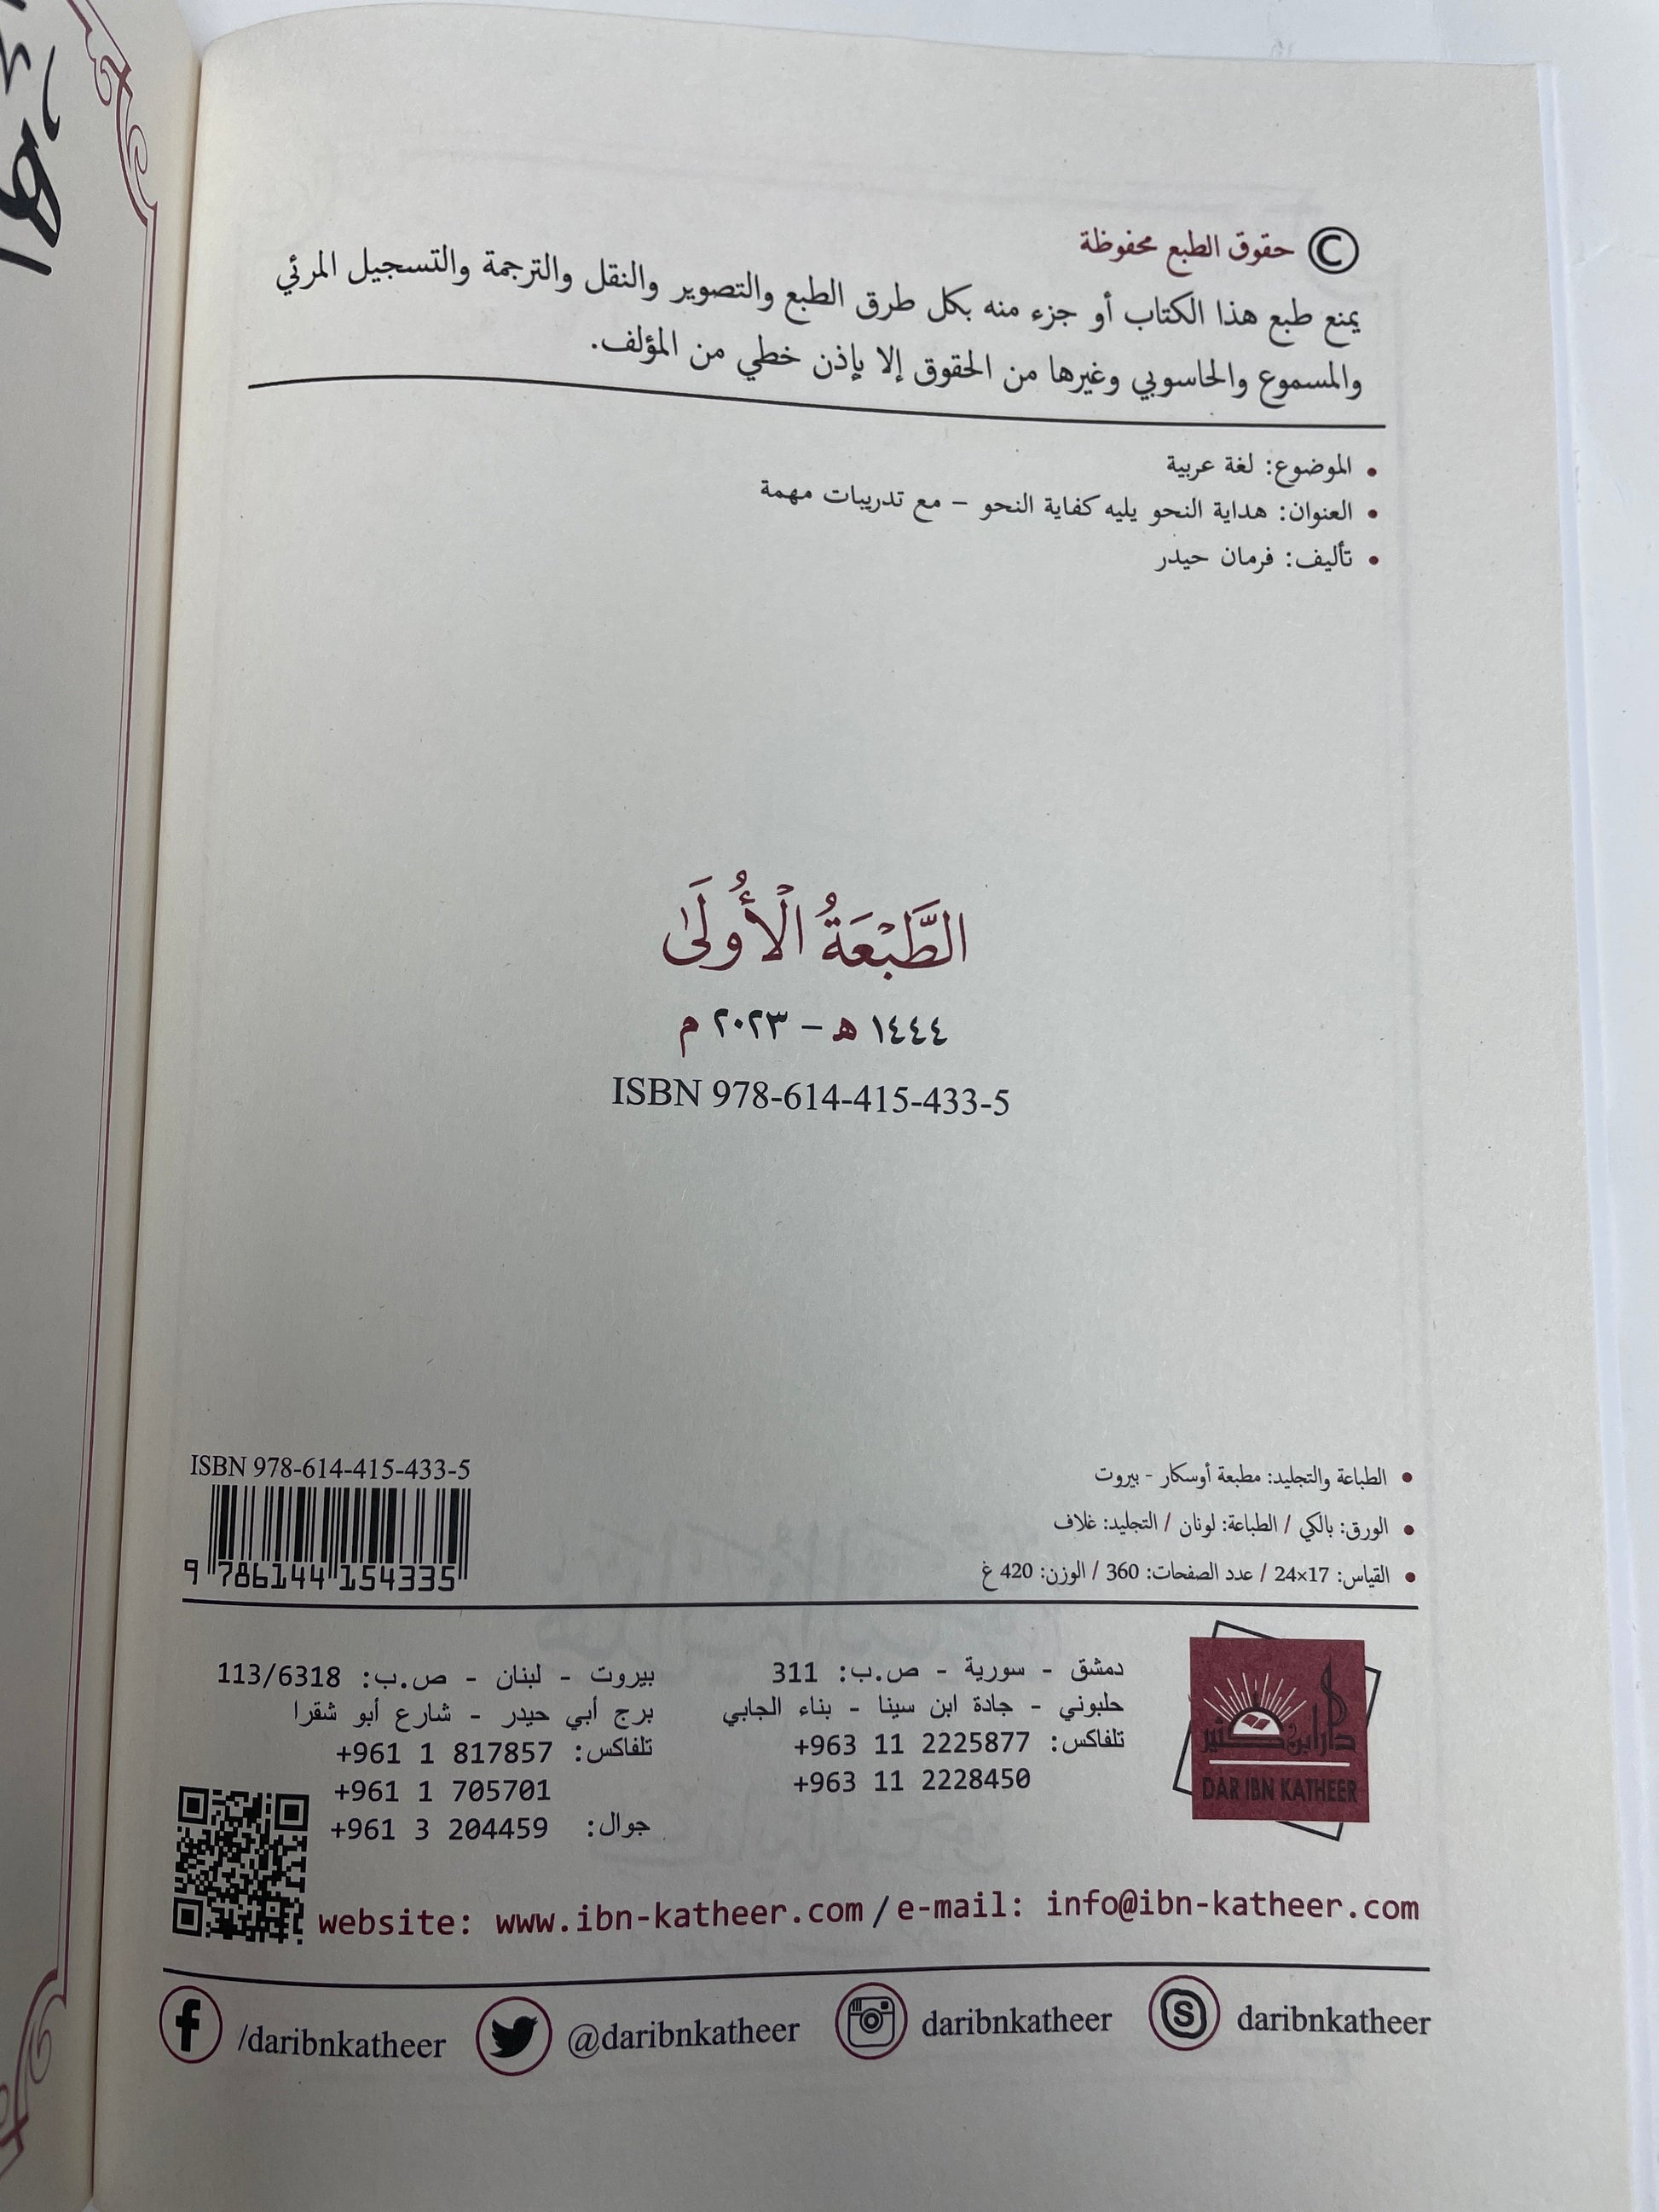 © حقوق الطبع محفوظة
يمنع طبع هذا الكتاب أو جزء منه بكل طرق الطبع والتصوير والنقل والترجمة والتسجيل المرئي
والمسموع والحاسوبي وغيرها من الحقوق إلا بإذن خطي من المؤلف.
• الموضوع: لغة عربية
• العنوان: هداية النحو يليه كفاية النحو – مع تدريبات مهمة
• تأليف: فرمان حيدر
الطَّبْعَةُ الْأُولَىٰ
١٤٤٤ هـ – ٢٠٢٣ م
ISBN 978-614-415-433-5
• الطباعة والتجليد: مطبعة أوسكار - بيروت
• الورق: بالكي / الطباعة: لونان / التجليد: غلاف
• القياس: 17×24 / عدد الصفحات: 360 / الوزن: 420 غ
ISBN 978-614-415-433-5
9 786144 154335
دار ابن كثير
DAR IBN KATHEER
دمشق - سورية - ص.ب: 311
حلبوني - جادة ابن سينا - بناء الجابي
تلفاكس: +963 11 2225877
+963 11 2228450
بيروت - لبنان - ص.ب: 113/6318
برج أبي حيدر - شارع أبو شقرا
تلفاكس: +961 1 817857
+961 1 705701
جوال: +961 3 204459
website: www.ibn-katheer.com / e-mail: info@ibn-katheer.com
/daribnkatheer @daribnkatheer daribnkatheer daribnkatheer